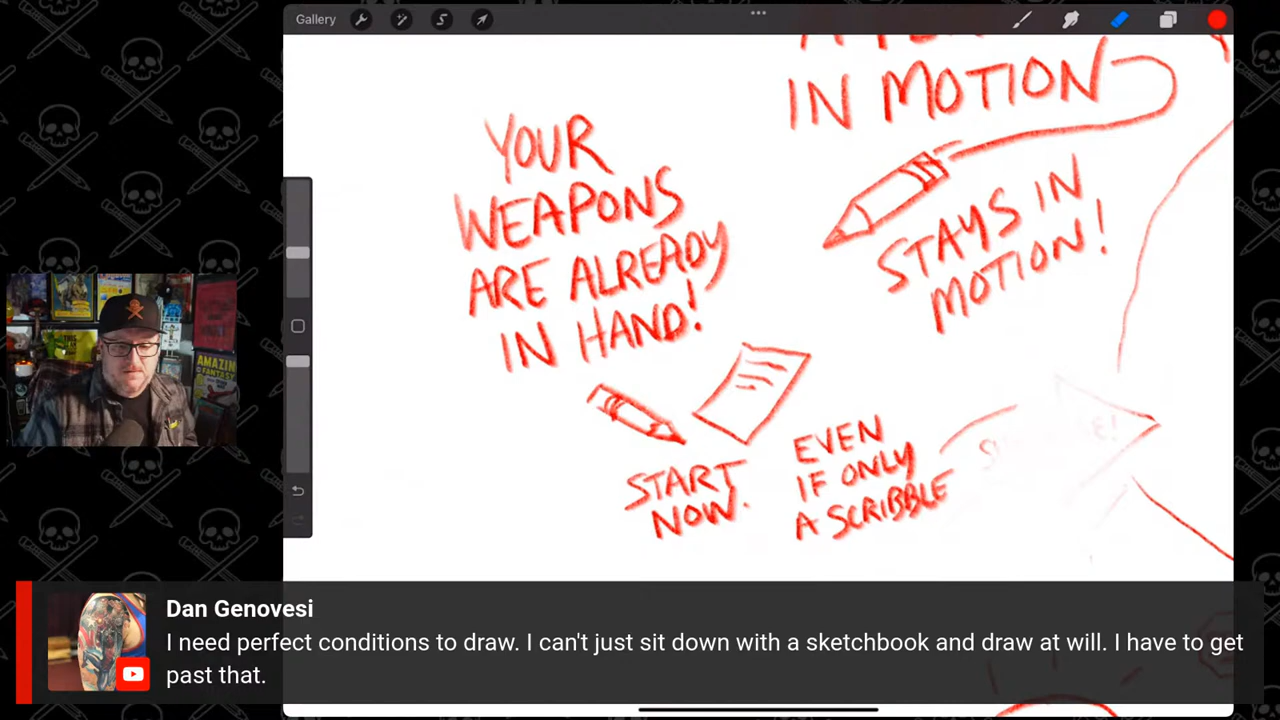 Gallery
IN MOTION
STAYS IN
MOTION!
YOUR
WEAPONS
ARE ALREADY
IN HAND!
START
NOW.
EVEN
IF ONLY
A SCRIBBLE
AMAZING
FANTASY
Dan Genovesi
I need perfect conditions to draw. I can't just sit down with a sketchbook and draw at will. I have to get
past that.